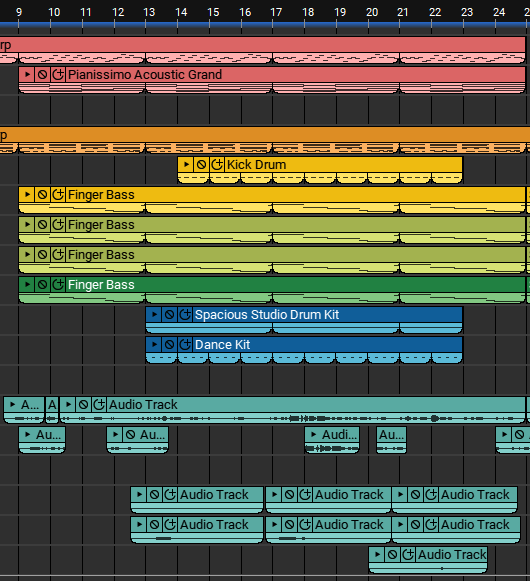 9 10 11 12 13 14 15 16 17 18 19 20 21 22 23 24 2
rp
Pianissimo Acoustic Grand
p
Kick Drum
Finger Bass
Finger Bass
Finger Bass
Finger Bass
Spacious Studio Drum Kit
Dance Kit
A... A Audio Track
Au... Au... Audi... Au...
Audio Track Audio Track Audio Track
Audio Track Audio Track Audio Track
Audio Track